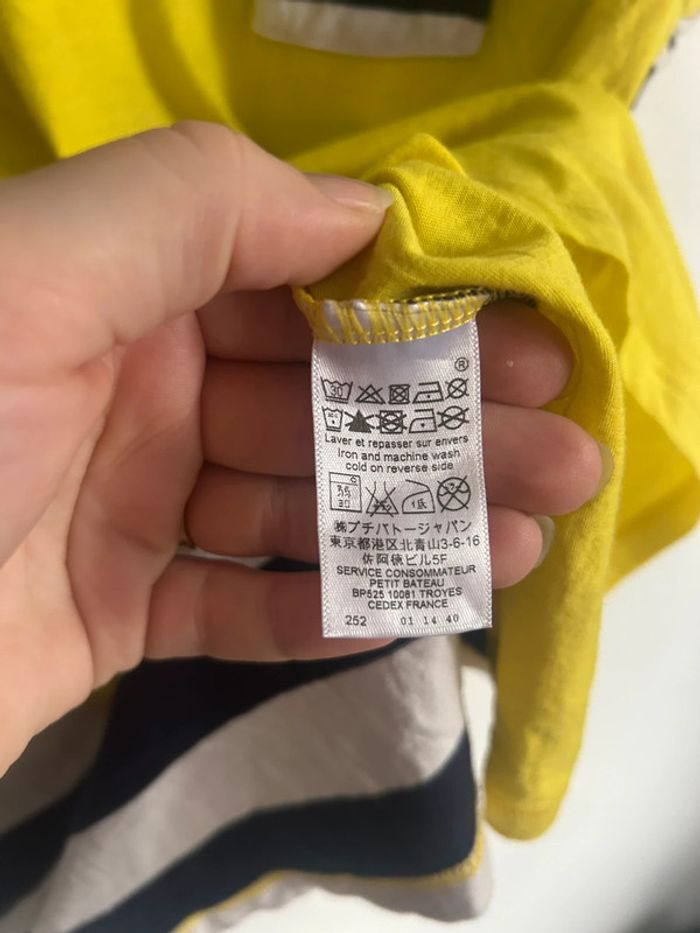 ®
30
Laver et repasser sur envers
Iron and machine wash
cold on reverse side
㈱プチバトージャパン
東京都港区北青山3-6-16
佐阿徳ビル5F
SERVICE CONSOMMATEUR
PETIT BATEAU
BP525 10081 TROYES
CEDEX FRANCE
252 01 14 40